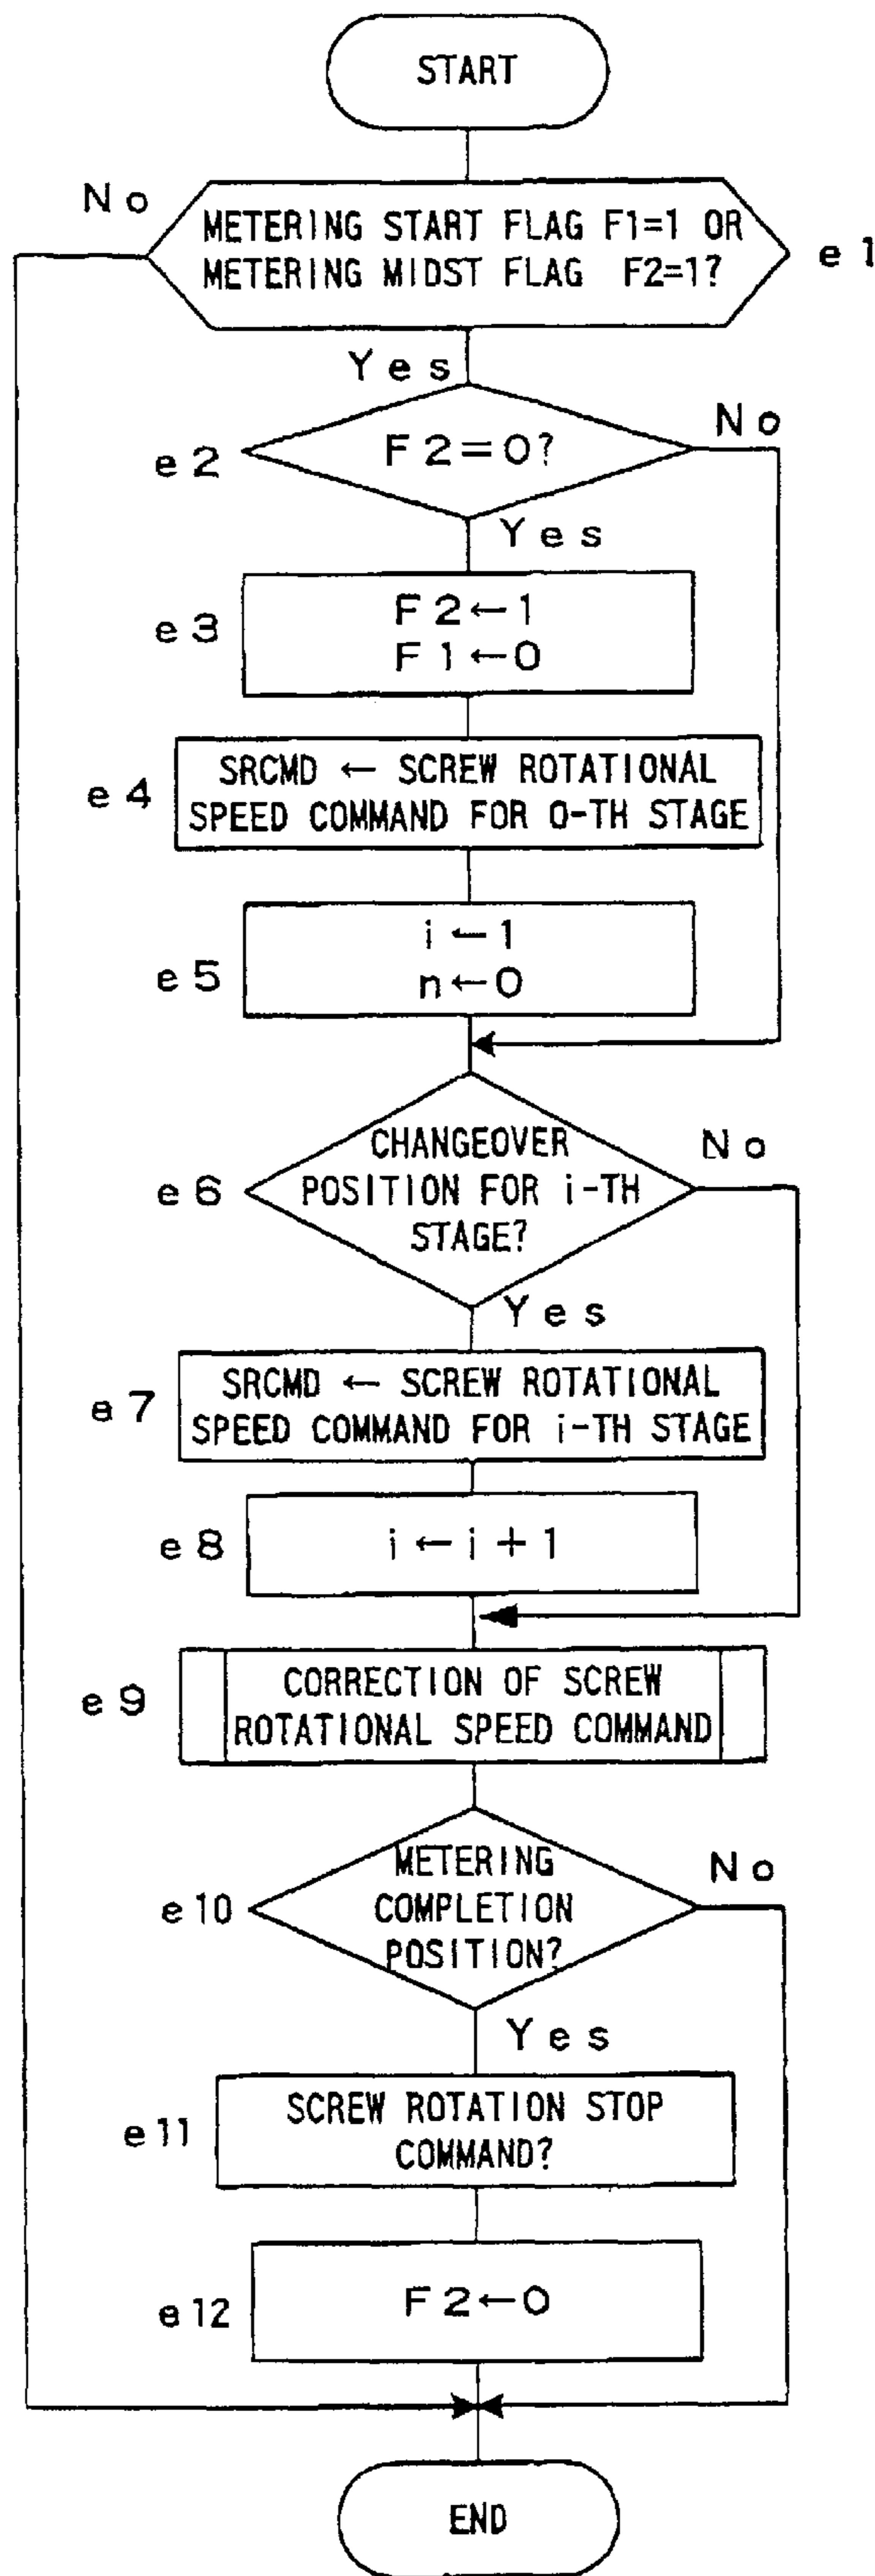 START
No
METERING START FLAG F1=1 OR
METERING MIDST FLAG F2=1?
e1
Yes
e2
F2=0?
No
Yes
e3
F2←1
F1←0
e4
SRCMD ← SCREW ROTATIONAL
SPEED COMMAND FOR 0-TH STAGE
e5
i←1
n←0
e6
CHANGEOVER
POSITION FOR i-TH
STAGE?
No
Yes
e7
SRCMD ← SCREW ROTATIONAL
SPEED COMMAND FOR i-TH STAGE
e8
i←i+1
e9
CORRECTION OF SCREW
ROTATIONAL SPEED COMMAND
e10
METERING
COMPLETION
POSITION?
No
Yes
e11
SCREW ROTATION STOP
COMMAND?
e12
F2←0
END